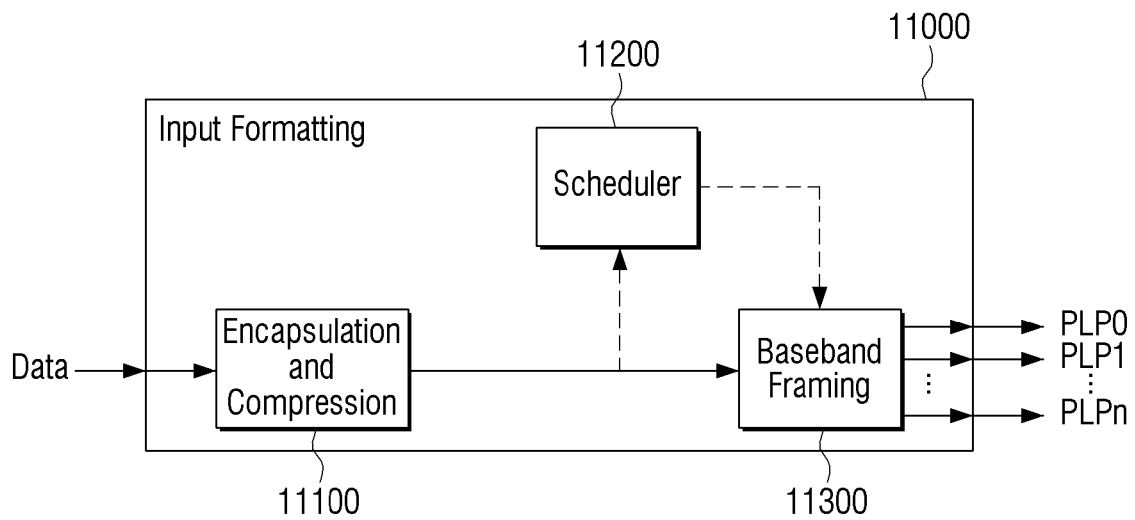 11000
11200
Input Formatting
Scheduler
Encapsulation
and
Compression
Baseband
Framing
Data
PLP0
PLP1
⋮
⋮
PLPn
11100
11300